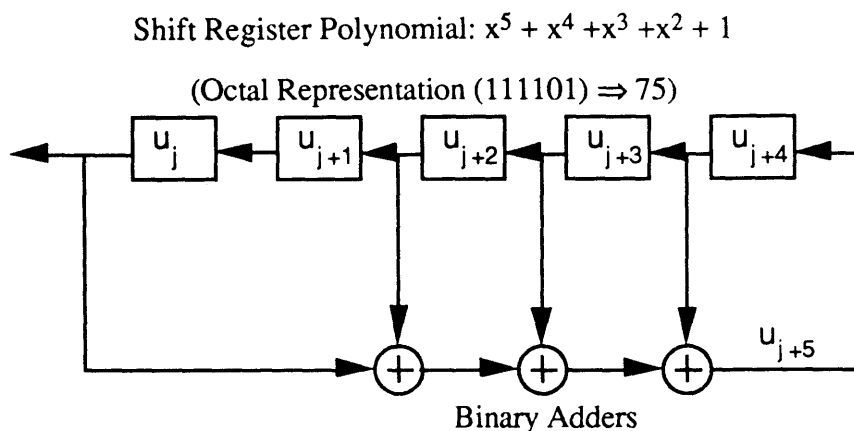 Shift Register Polynomial: x⁵ + x⁴ +x³ +x² + 1
(Octal Representation (111101) ⇒ 75)
uⱼ uⱼ₊₁ uⱼ₊₂ uⱼ₊₃ uⱼ₊₄
uⱼ₊₅
+ + +
Binary Adders